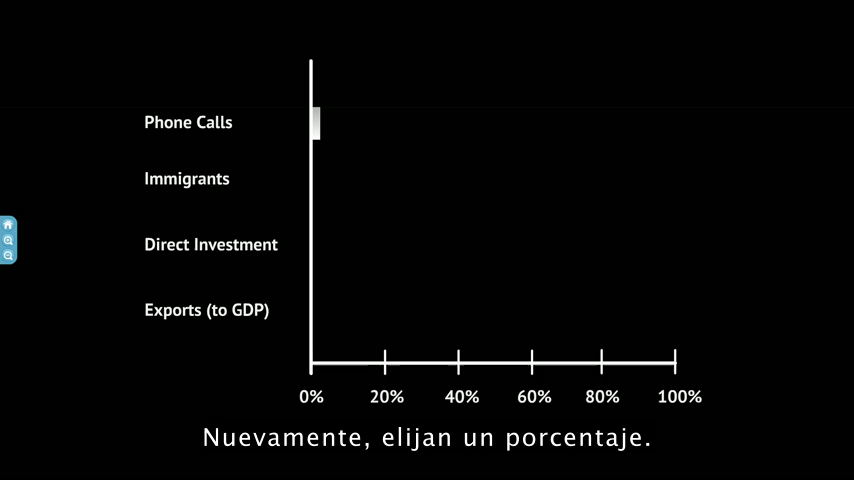 Phone Calls
Immigrants
Direct Investment
Exports (to GDP)
0% 20% 40% 60% 80% 100%
Nuevamente, elijan un porcentaje.